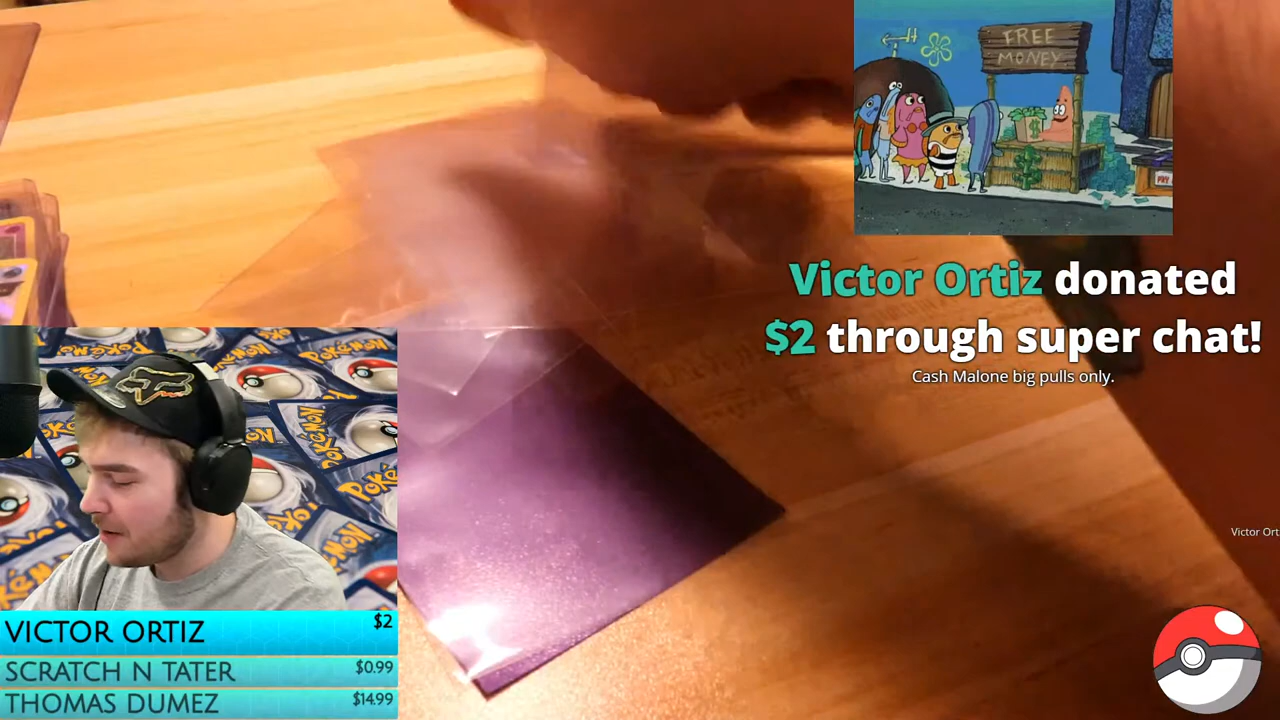 FREE
MONEY
Victor Ortiz donated
$2 through super chat!
Cash Malone big pulls only.
Victor Ort
POKÉMON
VICTOR ORTIZ $2
SCRATCH N TATER $0.99
THOMAS DUMEZ $14.99